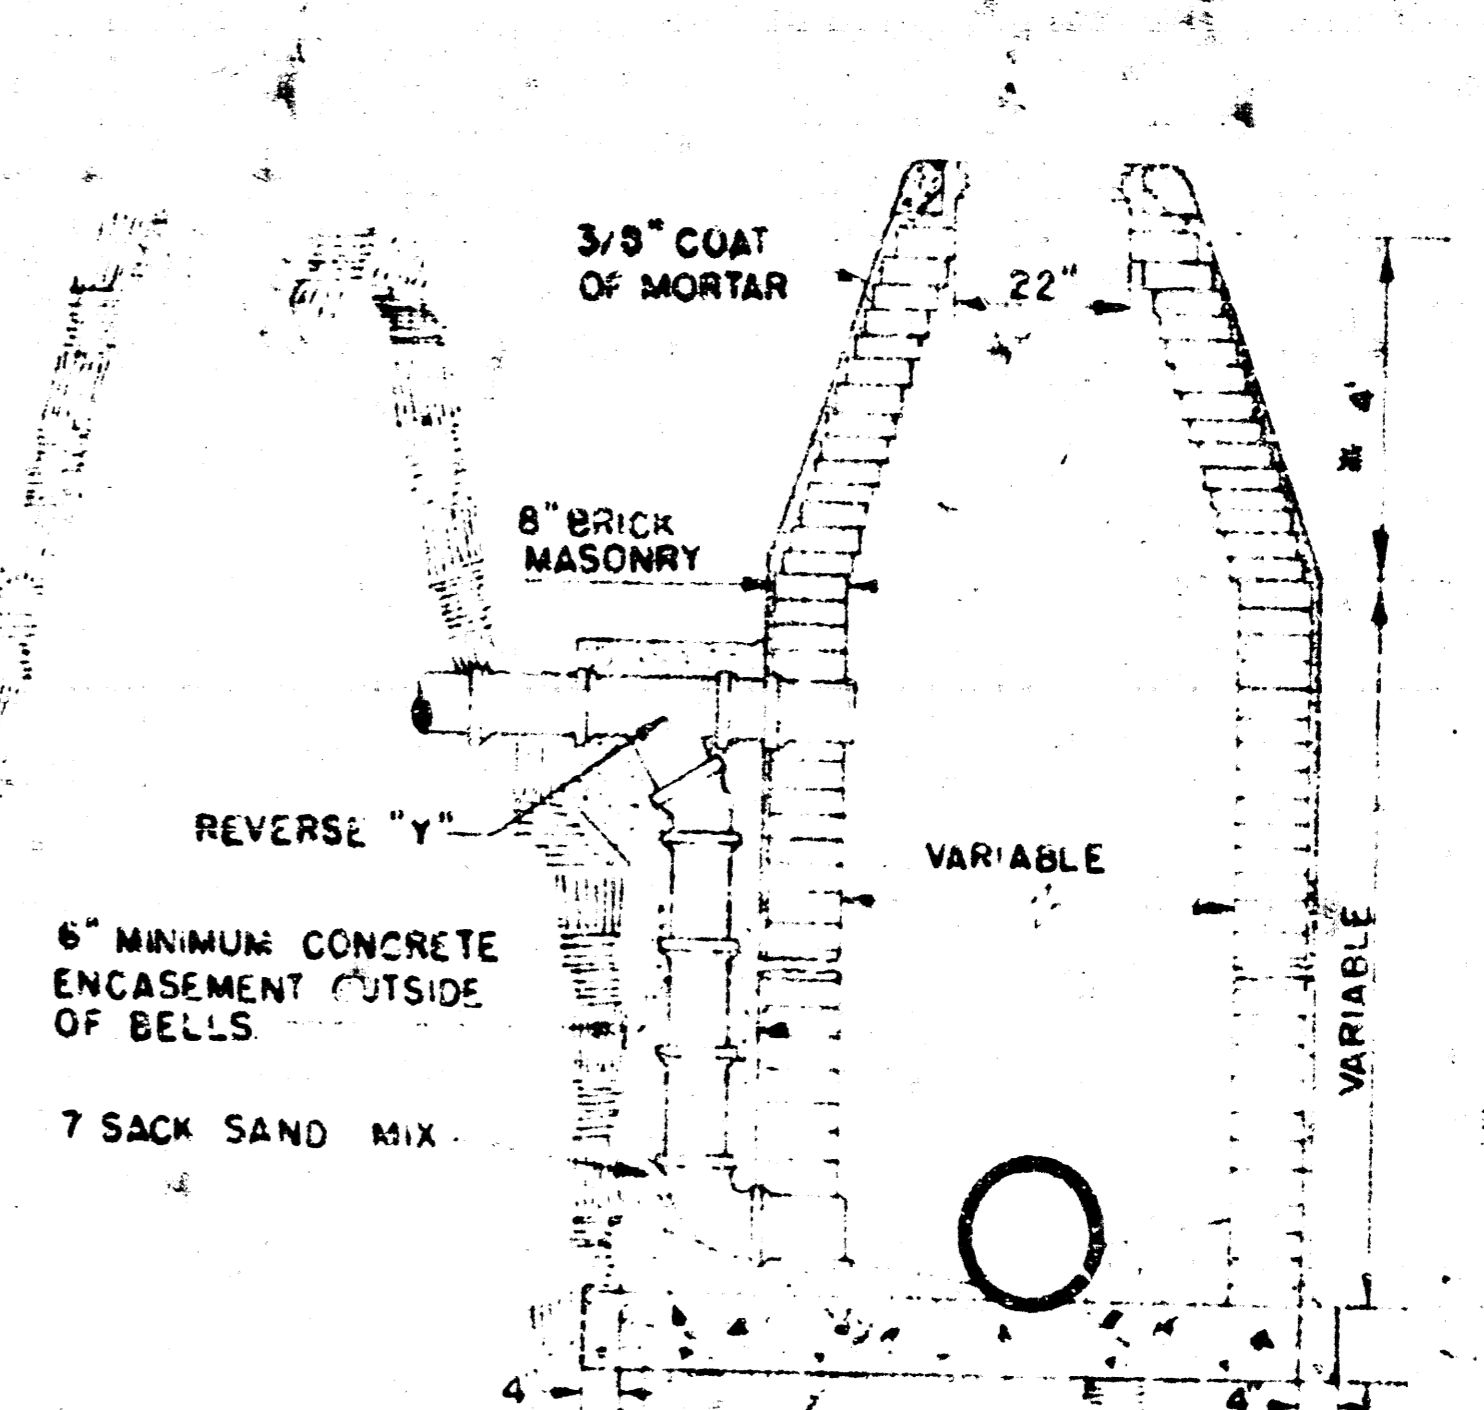 3/8" COAT
OF MORTAR
22"
4'
8" BRICK
MASONRY
REVERSE "Y"
VARIABLE
6" MINIMUM CONCRETE
ENCASEMENT OUTSIDE
OF BELLS
VARIABLE
7 SACK SAND MIX
4
4"